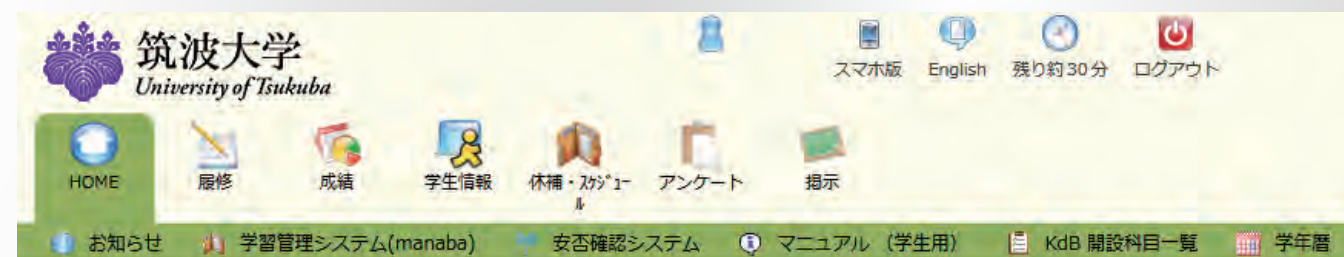 筑波大学
University of Tsukuba
スマホ版 English 残り約30分 ログアウト
HOME 履修 成績 学生情報 休補・ｽｹｼﾞｭｰﾙ アンケート 掲示
お知らせ 学習管理システム(manaba) 安否確認システム マニュアル （学生用） KdB 開設科目一覧 学年暦